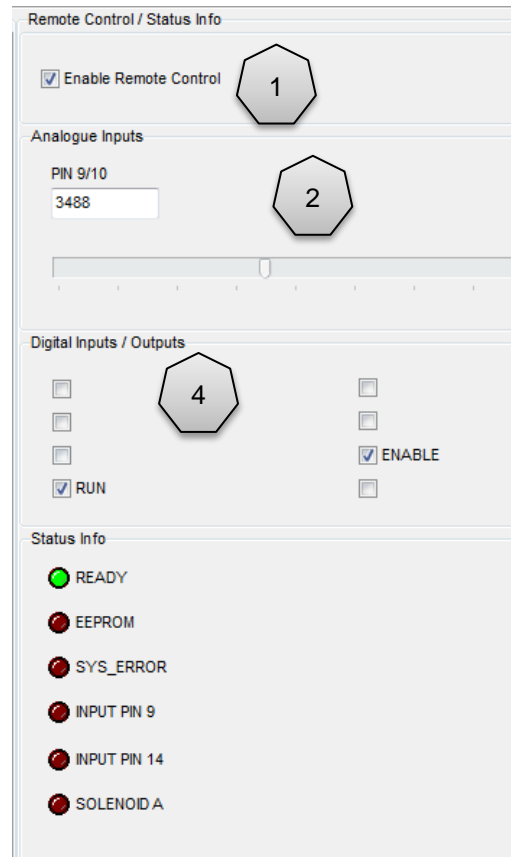 Remote Control / Status Info
Enable Remote Control
1
Analogue Inputs
PIN 9/10
3488
2
Digital Inputs / Outputs
4
ENABLE
RUN
Status Info
READY
EEPROM
SYS_ERROR
INPUT PIN 9
INPUT PIN 14
SOLENOID A